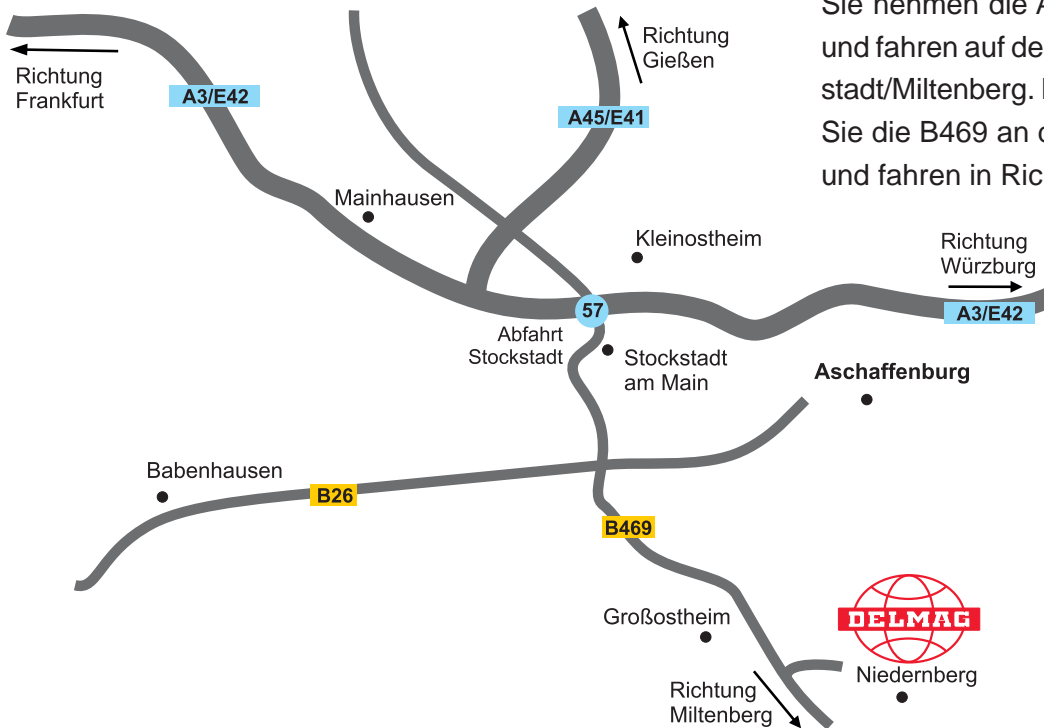 Sie nehmen die
und fahren auf
stadt/Miltenberg.
Sie die B469 an
und fahren in
Richtung
Gießen
Richtung
Frankfurt
A3/E42
A45/E41
Mainhausen
Kleinostheim
Richtung
Würzburg
57
A3/E42
Abfahrt
Stockstadt
Stockstadt
am Main
Aschaffenburg
Babenhausen
B26
B469
DELMAG
Großostheim
Niedernberg
Richtung
Miltenberg